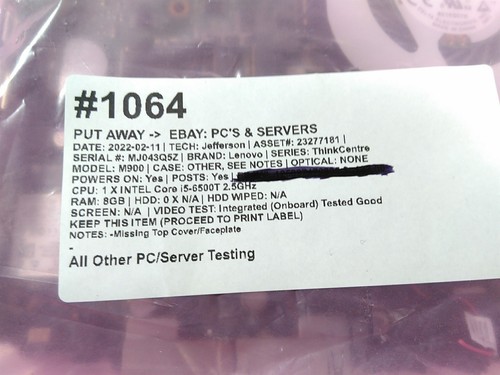 #1064
PUT AWAY -> EBAY: PC'S & SERVERS
DATE: 2022-02-11 | TECH: Jefferson | ASSET#: 23277181 |
SERIAL #: MJ043Q5Z | BRAND: Lenovo | SERIES: ThinkCentre
MODEL: M900 | CASE: OTHER, SEE NOTES | OPTICAL: NONE
POWERS ON: Yes | POSTS: Yes |
CPU: 1 X INTEL Core i5-6500T 2.5GHz
RAM: 8GB | HDD: 0 X N/A | HDD WIPED: N/A
SCREEN: N/A | VIDEO TEST: Integrated (Onboard) Tested Good
KEEP THIS ITEM (PROCEED TO PRINT LABEL)
NOTES: -Missing Top Cover/Faceplate
-
All Other PC/Server Testing